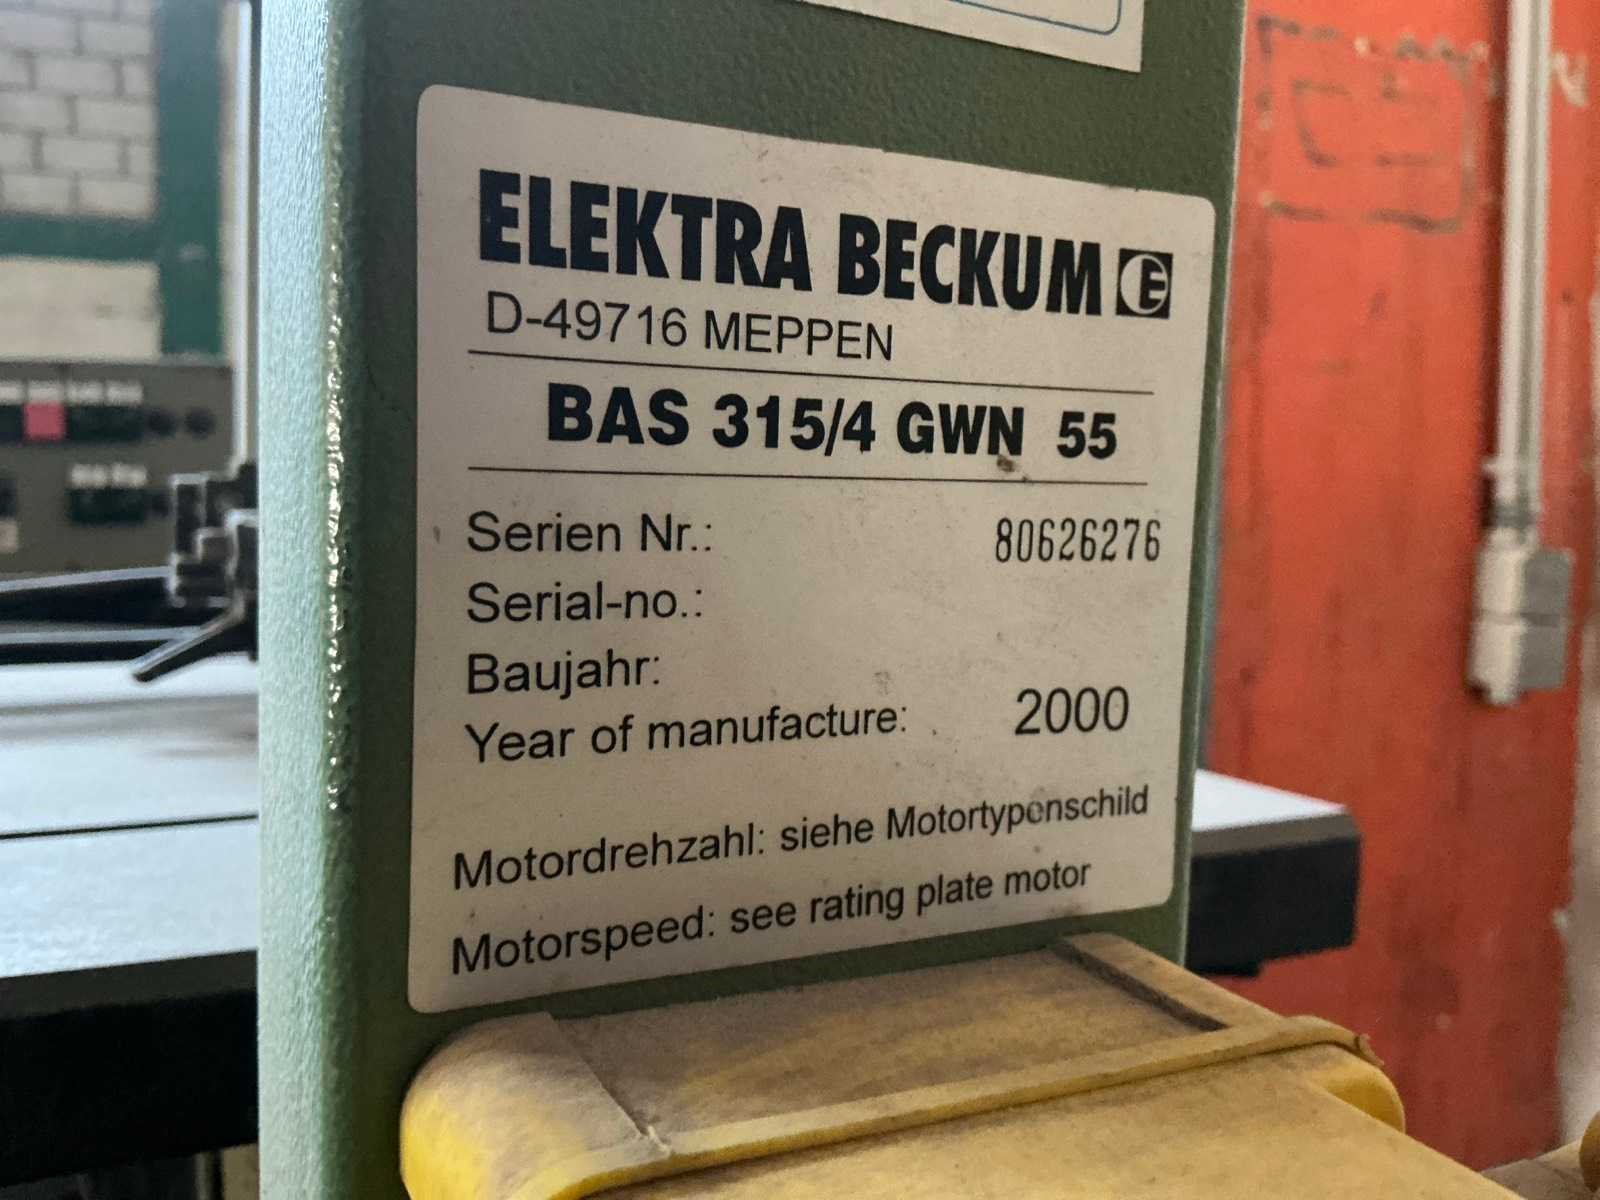 ELEKTRA BECKUM E
D-49716 MEPPEN
BAS 315/4 GWN 55
Serien Nr.: 80626276
Serial-no.:
Baujahr:
Year of manufacture: 2000
Motordrehzahl: siehe Motortypenschild
Motorspeed: see rating plate motor